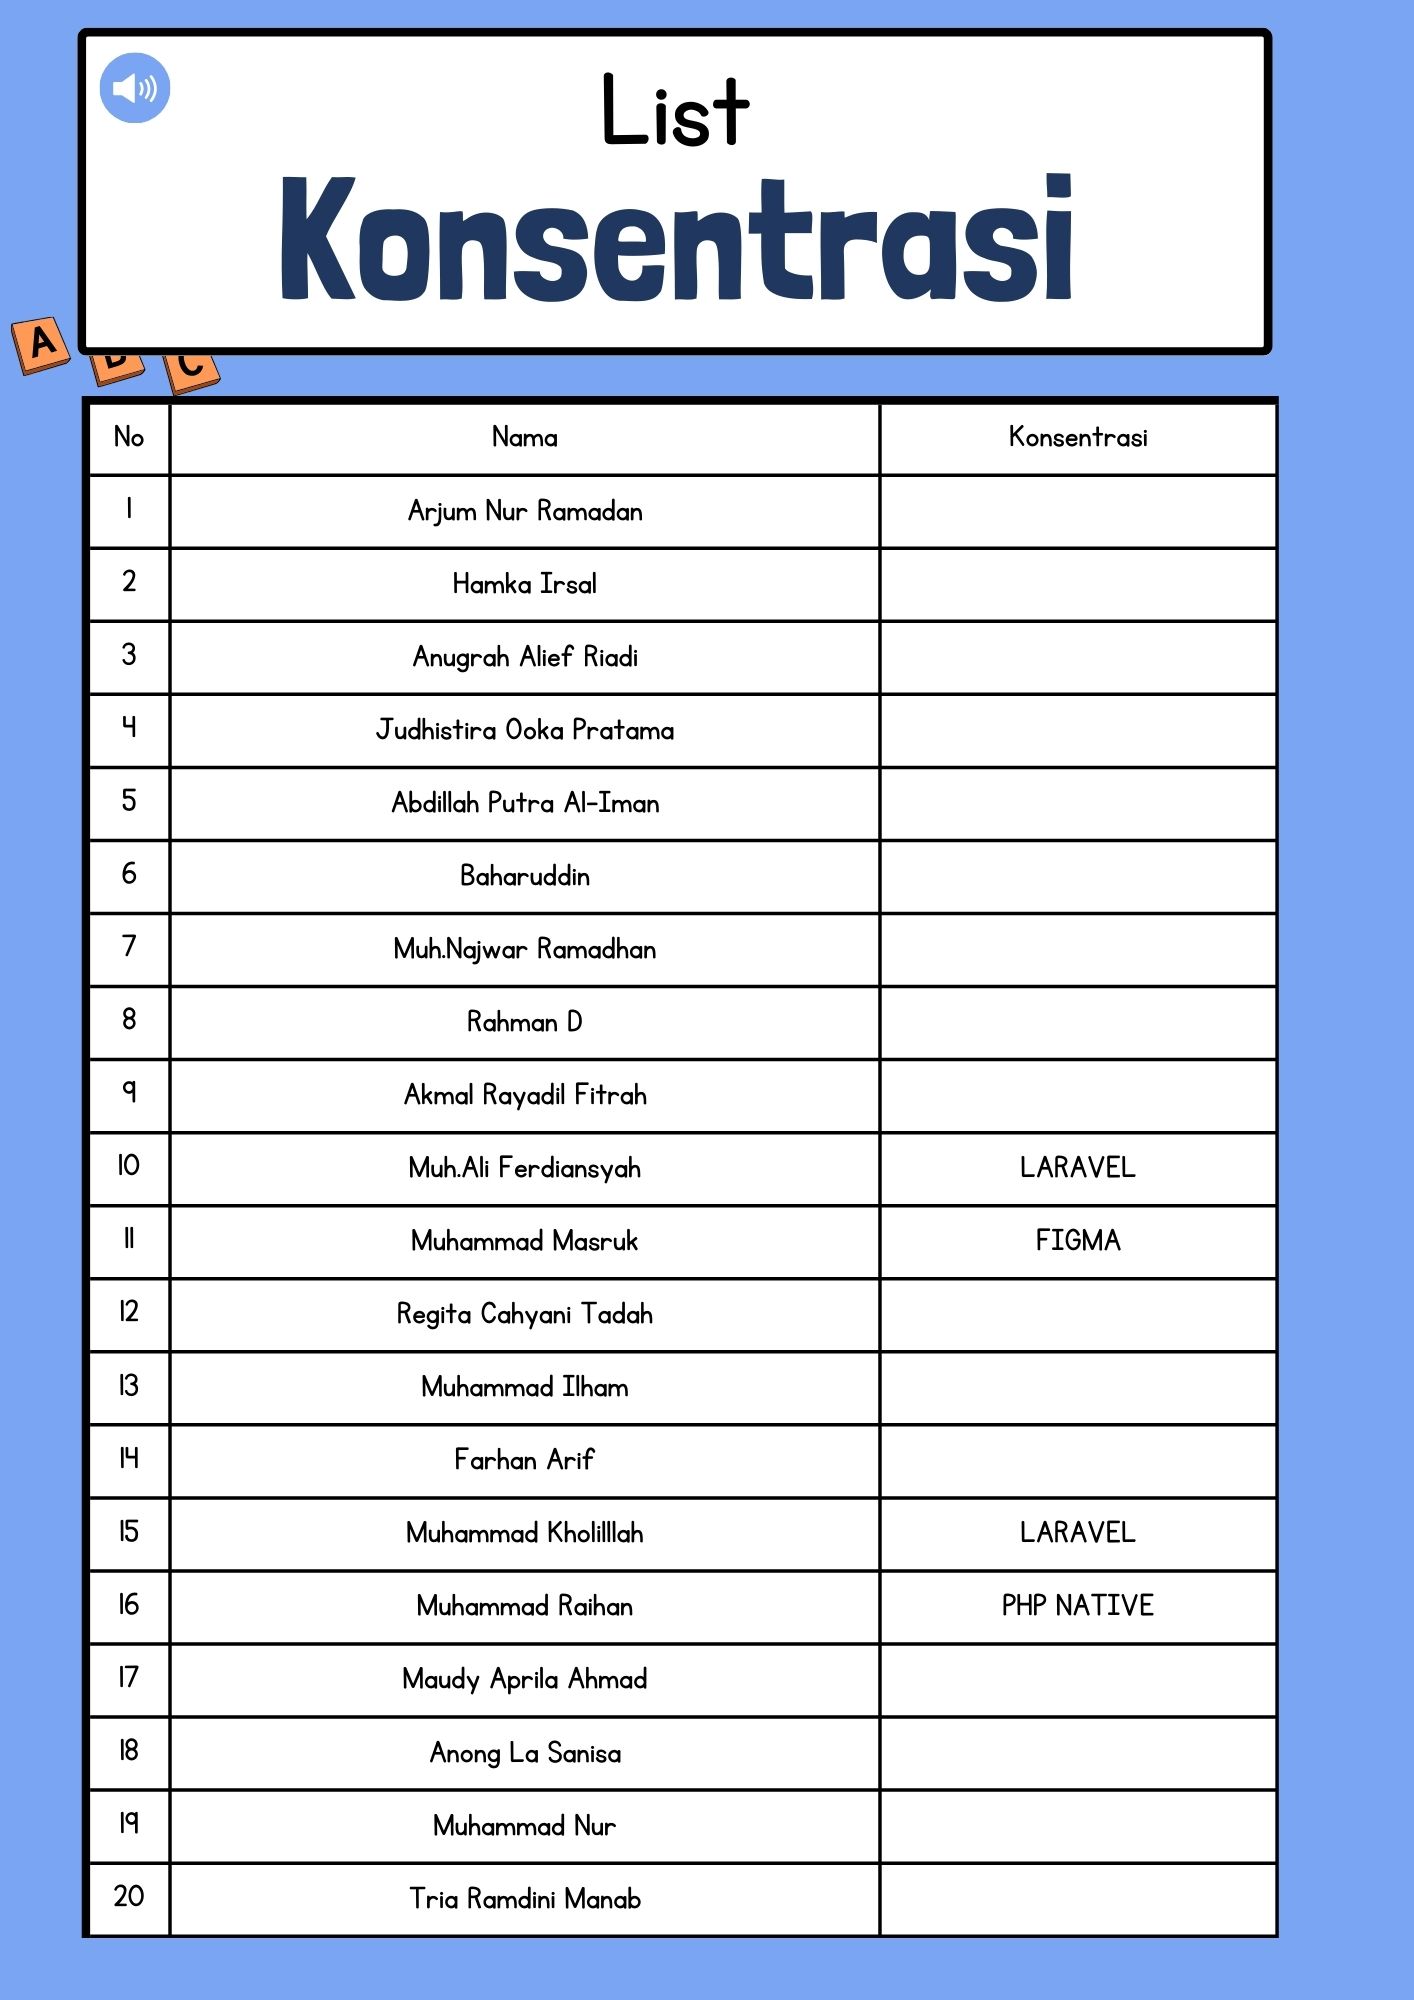 List
Konsentrasi
A
B
C
No Nama Konsentrasi
1 Arjum Nur Ramadan
2 Hamka Irsal
3 Anugrah Alief Riadi
4 Judhistira Ooka Pratama
5 Abdillah Putra Al-Iman
6 Baharuddin
7 Muh.Najwar Ramadhan
8 Rahman D
9 Akmal Rayadil Fitrah
10 Muh.Ali Ferdiansyah LARAVEL
11 Muhammad Masruk FIGMA
12 Regita Cahyani Tadah
13 Muhammad Ilham
14 Farhan Arif
15 Muhammad Kholilllah LARAVEL
16 Muhammad Raihan PHP NATIVE
17 Maudy Aprila Ahmad
18 Anong La Sanisa
19 Muhammad Nur
20 Tria Ramdini Manab